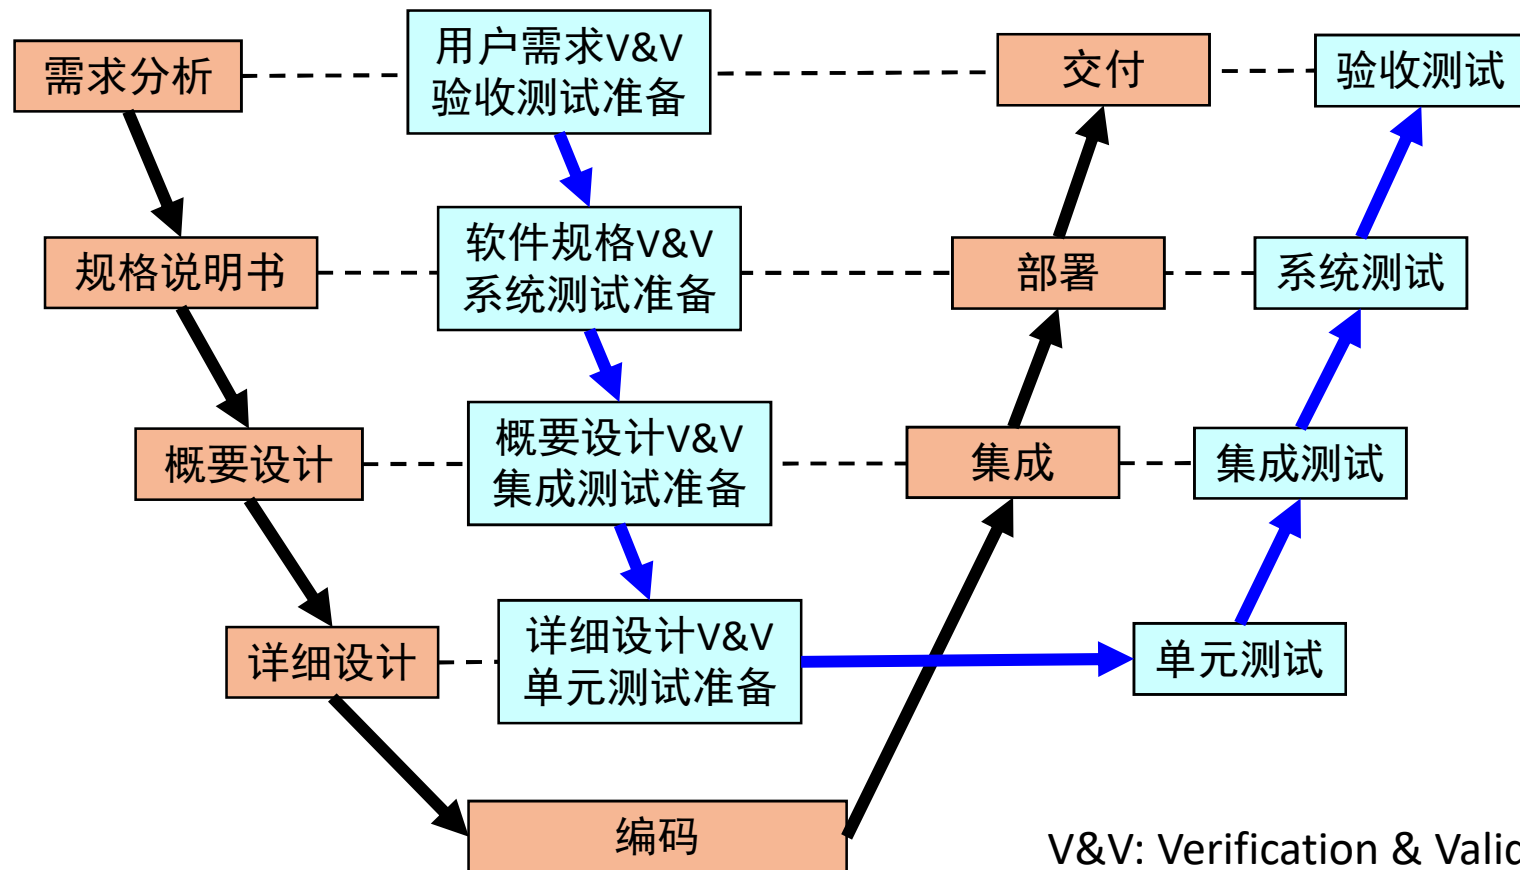 需求分析
用户需求V&V
验收测试准备
交付
验收测试
规格说明书
软件规格V&V
系统测试准备
部署
系统测试
概要设计
概要设计V&V
集成测试准备
集成
集成测试
详细设计
详细设计V&V
单元测试准备
单元测试
编码
V&V: Verification & Valid